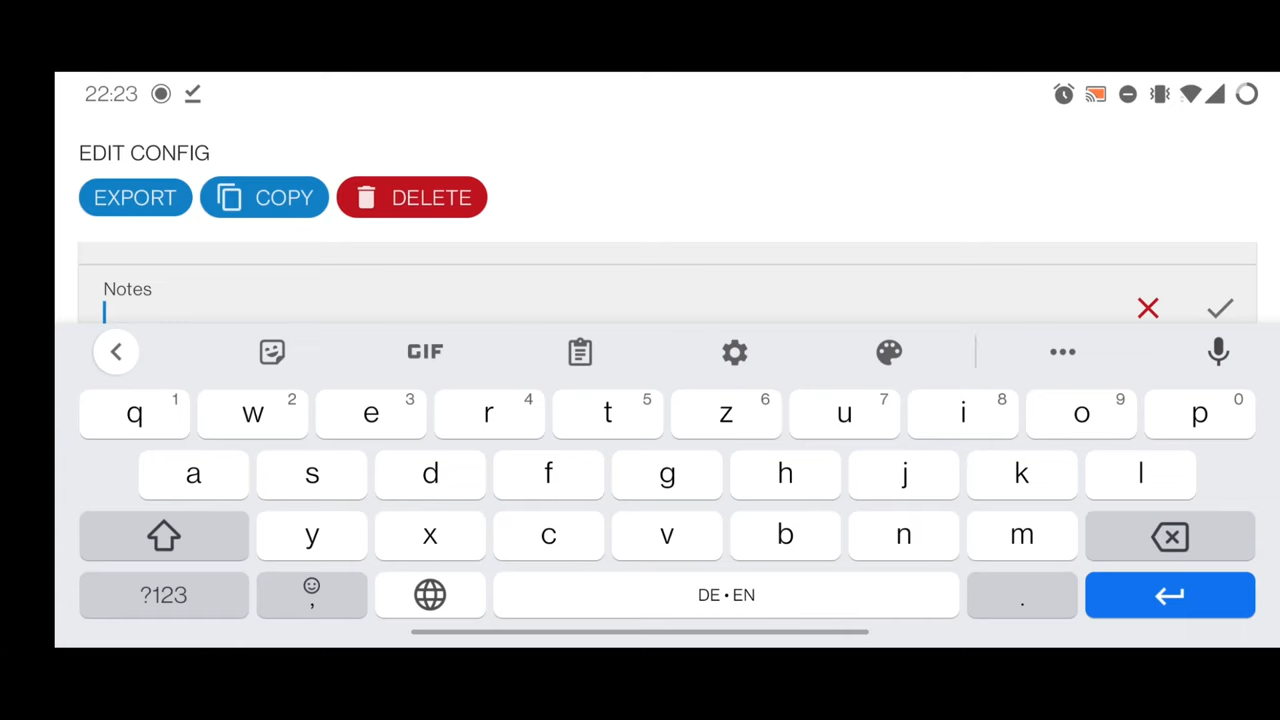 22:23
EDIT CONFIG
EXPORT COPY DELETE
Notes
GIF
q 1 w 2 e 3 r 4 t 5 z 6 u 7 i 8 o 9 p 0
a s d f g h j k l
y x c v b n m
?123 , DE • EN .